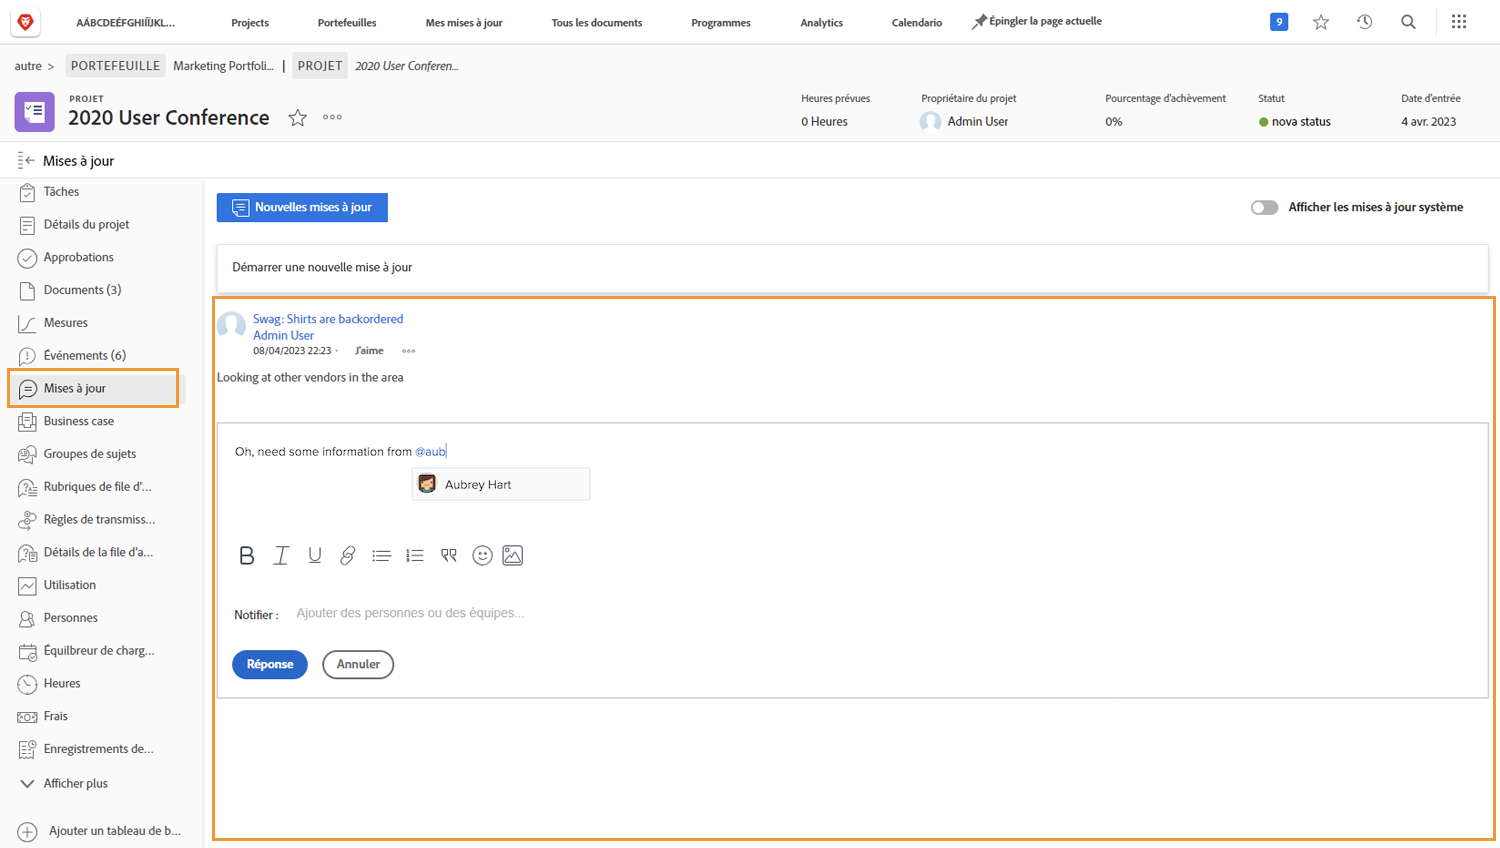 AÁBCDEÉFGHIÍJKL...
Projects
Portefeuilles
Mes mises à jour
Tous les documents
Programmes
Analytics
Calendario
Épingler la page actuelle
9
autre > PORTEFEUILLE Marketing Portfoli... | PROJET 2020 User Conferen...
PROJET
2020 User Conference
Heures prévues
0 Heures
Propriétaire du projet
Admin User
Pourcentage d'achèvement
0%
Statut
nova status
Date d'entrée
4 avr. 2023
Mises à jour
Tâches
Détails du projet
Approbations
Documents (3)
Mesures
Événements (6)
Mises à jour
Business case
Groupes de sujets
Rubriques de file d'...
Règles de transmiss...
Détails de la file d'a...
Utilisation
Personnes
Équilibreur de charg...
Heures
Frais
Enregistrements de...
Afficher plus
Ajouter un tableau de b...
Nouvelles mises à jour
Afficher les mises à jour système
Démarrer une nouvelle mise à jour
Swag: Shirts are backordered
Admin User
08/04/2023 22:23 · J'aime
Looking at other vendors in the area
Oh, need some information from @aub
Aubrey Hart
B I U
Notifier : Ajouter des personnes ou des équipes...
Réponse Annuler